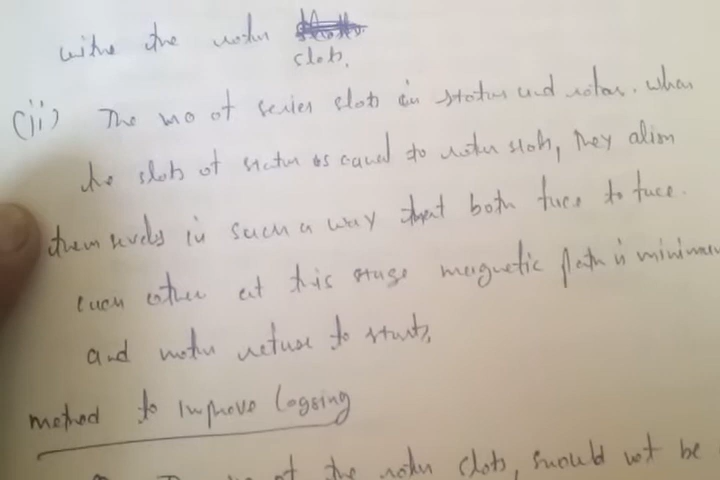 with the rotor
slots.
(ii) The no of series slots in stator and rotor. when
the slots of stator is equal to rotor slots, they align
themselves in such a way that both face to face.
each other at this stage magnetic path is minimum
and motor refuse to starts,
method to improve Cogging
of the rotor slots, should not be